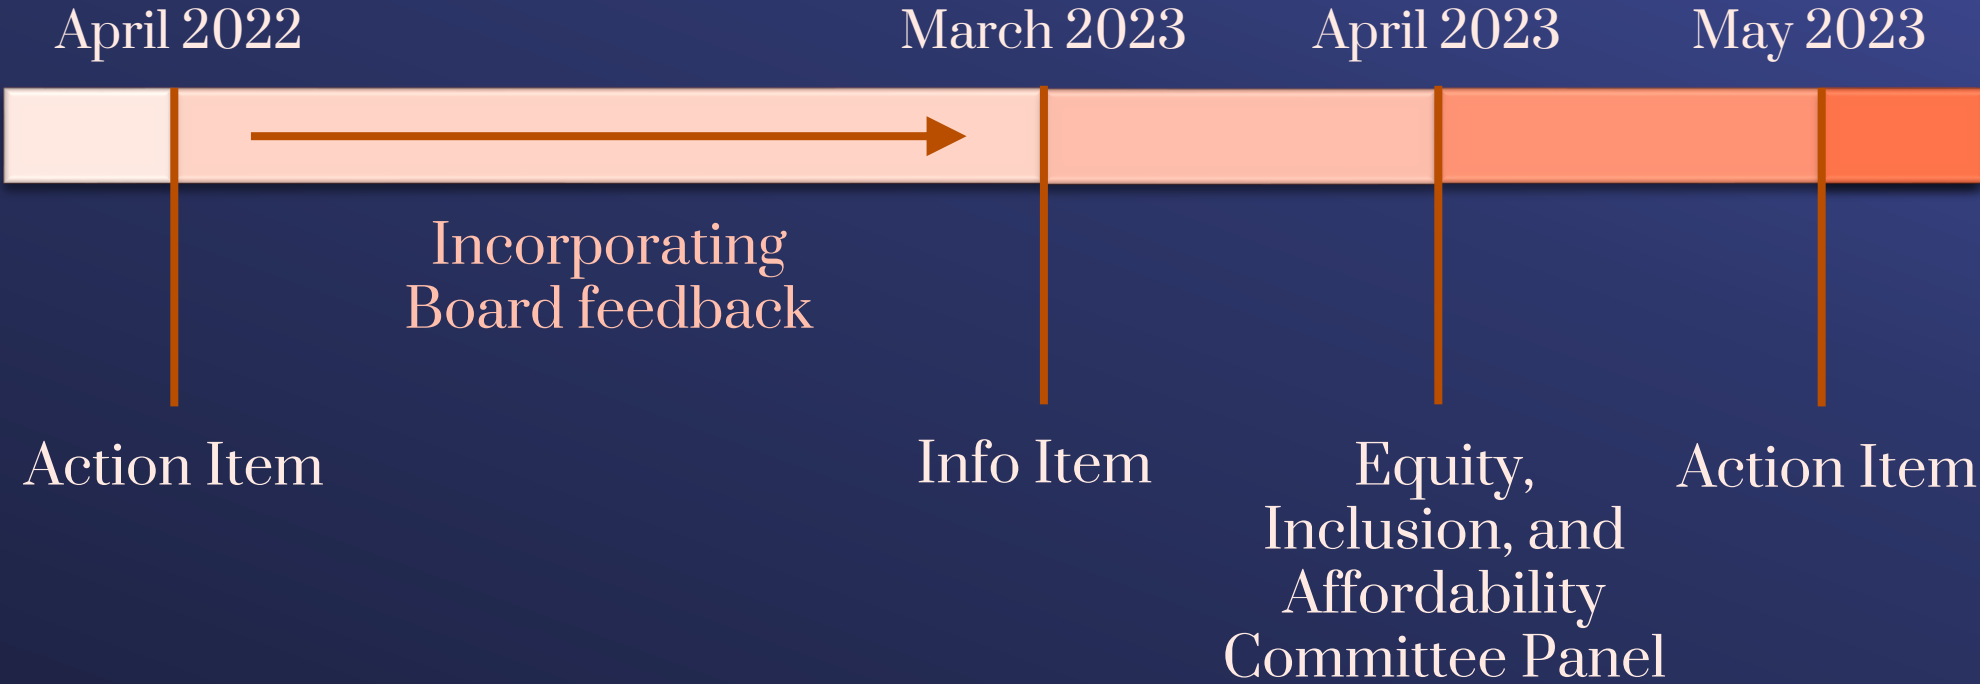 April 2022
March 2023
April 2023
May 2023
Incorporating
Board feedback
Action Item
Info Item
Equity,
Inclusion, and
Affordability
Committee Panel
Action Item